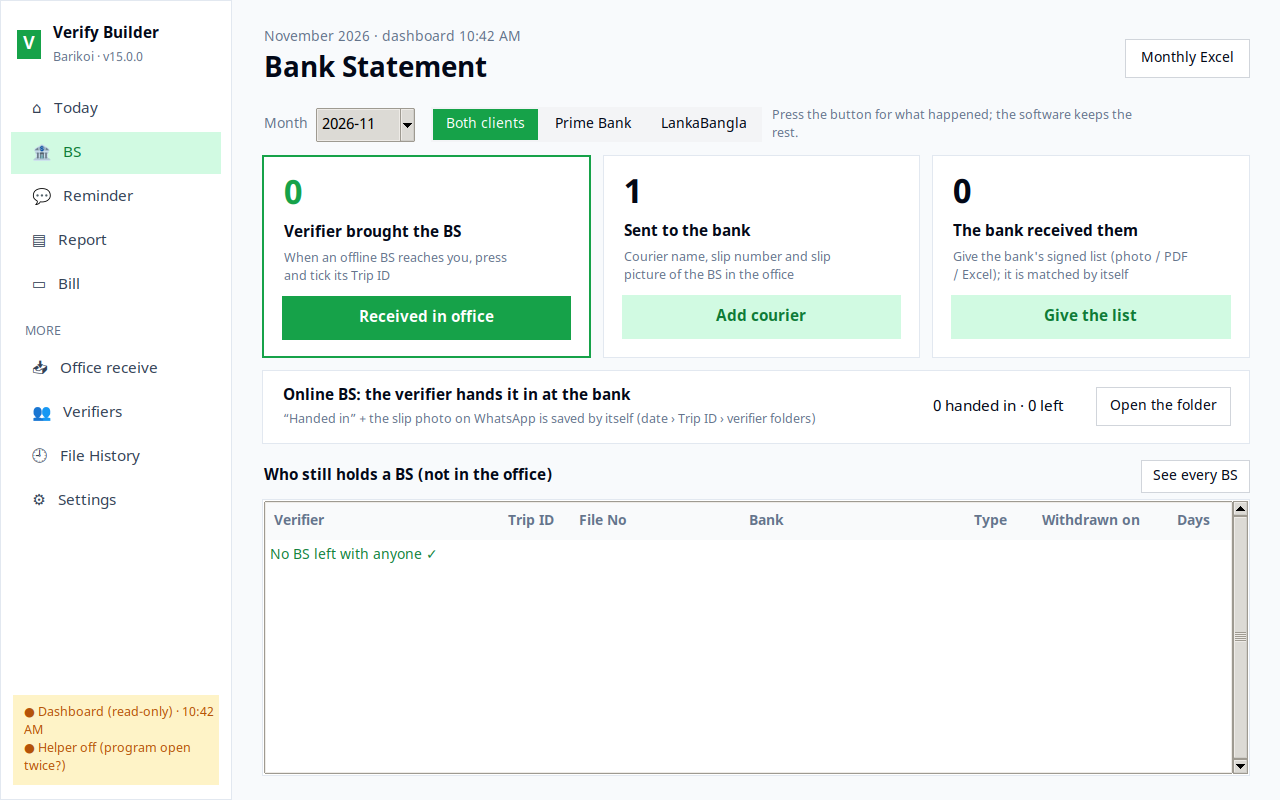 V
Verify Builder
Barikoi · v15.0.0
Today
BS
Reminder
Report
Bill
MORE
Office receive
Verifiers
File History
Settings
● Dashboard (read-only) · 10:42
AM
● Helper off (program open
twice?)
November 2026 · dashboard 10:42 AM
Bank Statement
Monthly Excel
Month
2026-11
Both clients
Prime Bank
LankaBangla
Press the button for what happened; the software keeps the
rest.
0
Verifier brought the BS
When an offline BS reaches you, press
and tick its Trip ID
Received in office
1
Sent to the bank
Courier name, slip number and slip
picture of the BS in the office
Add courier
0
The bank received them
Give the bank's signed list (photo / PDF
/ Excel); it is matched by itself
Give the list
Online BS: the verifier hands it in at the bank
“Handed in” + the slip photo on WhatsApp is saved by itself (date › Trip ID › verifier folders)
0 handed in · 0 left
Open the folder
Who still holds a BS (not in the office)
See every BS
Verifier Trip ID File No Bank Type Withdrawn on Days
No BS left with anyone ✓